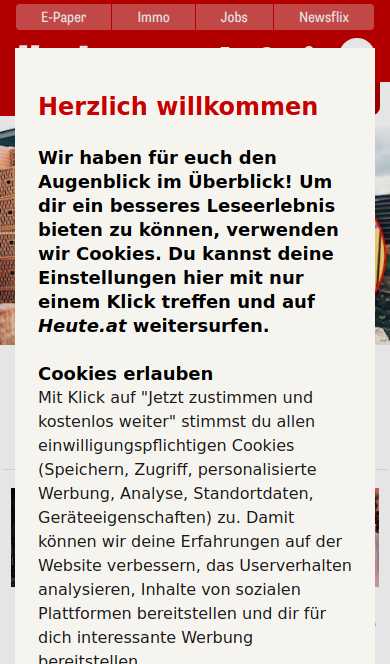 E-Paper Immo Jobs Newsflix
Herzlich willkommen
Wir haben für euch den
Augenblick im Überblick! Um
dir ein besseres Leseerlebnis
bieten zu können, verwenden
wir Cookies. Du kannst deine
Einstellungen hier mit nur
einem Klick treffen und auf
Heute.at weitersurfen.
Cookies erlauben
Mit Klick auf "Jetzt zustimmen und
kostenlos weiter" stimmst du allen
einwilligungspflichtigen Cookies
(Speichern, Zugriff, personalisierte
Werbung, Analyse, Standortdaten,
Geräteeigenschaften) zu. Damit
können wir deine Erfahrungen auf der
Website verbessern, das Userverhalten
analysieren, Inhalte von sozialen
Plattformen bereitstellen und dir für
dich interessante Werbung
bereitstellen.